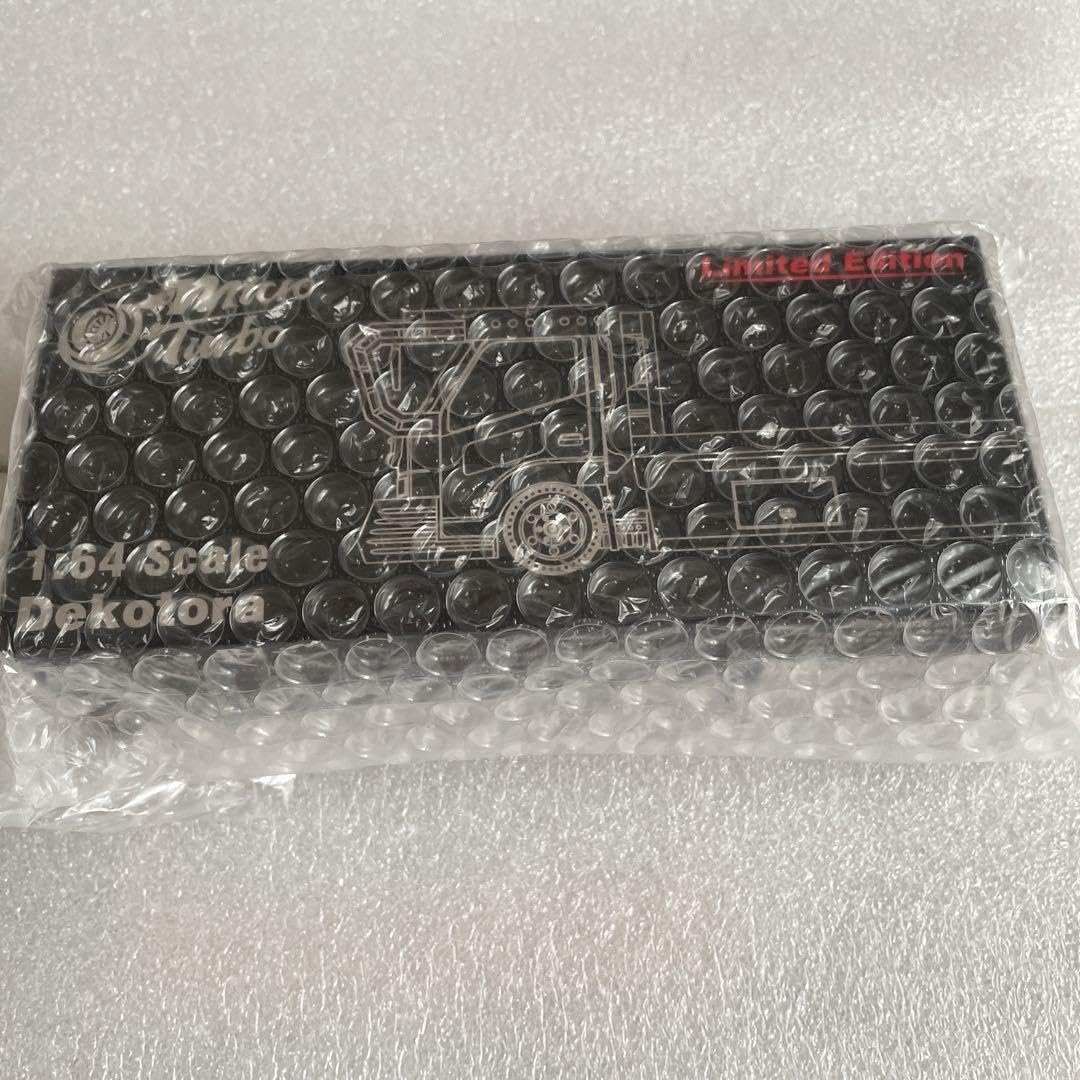 Micro
Turbo
Limited Edition
1:64 Scale
Dekotora